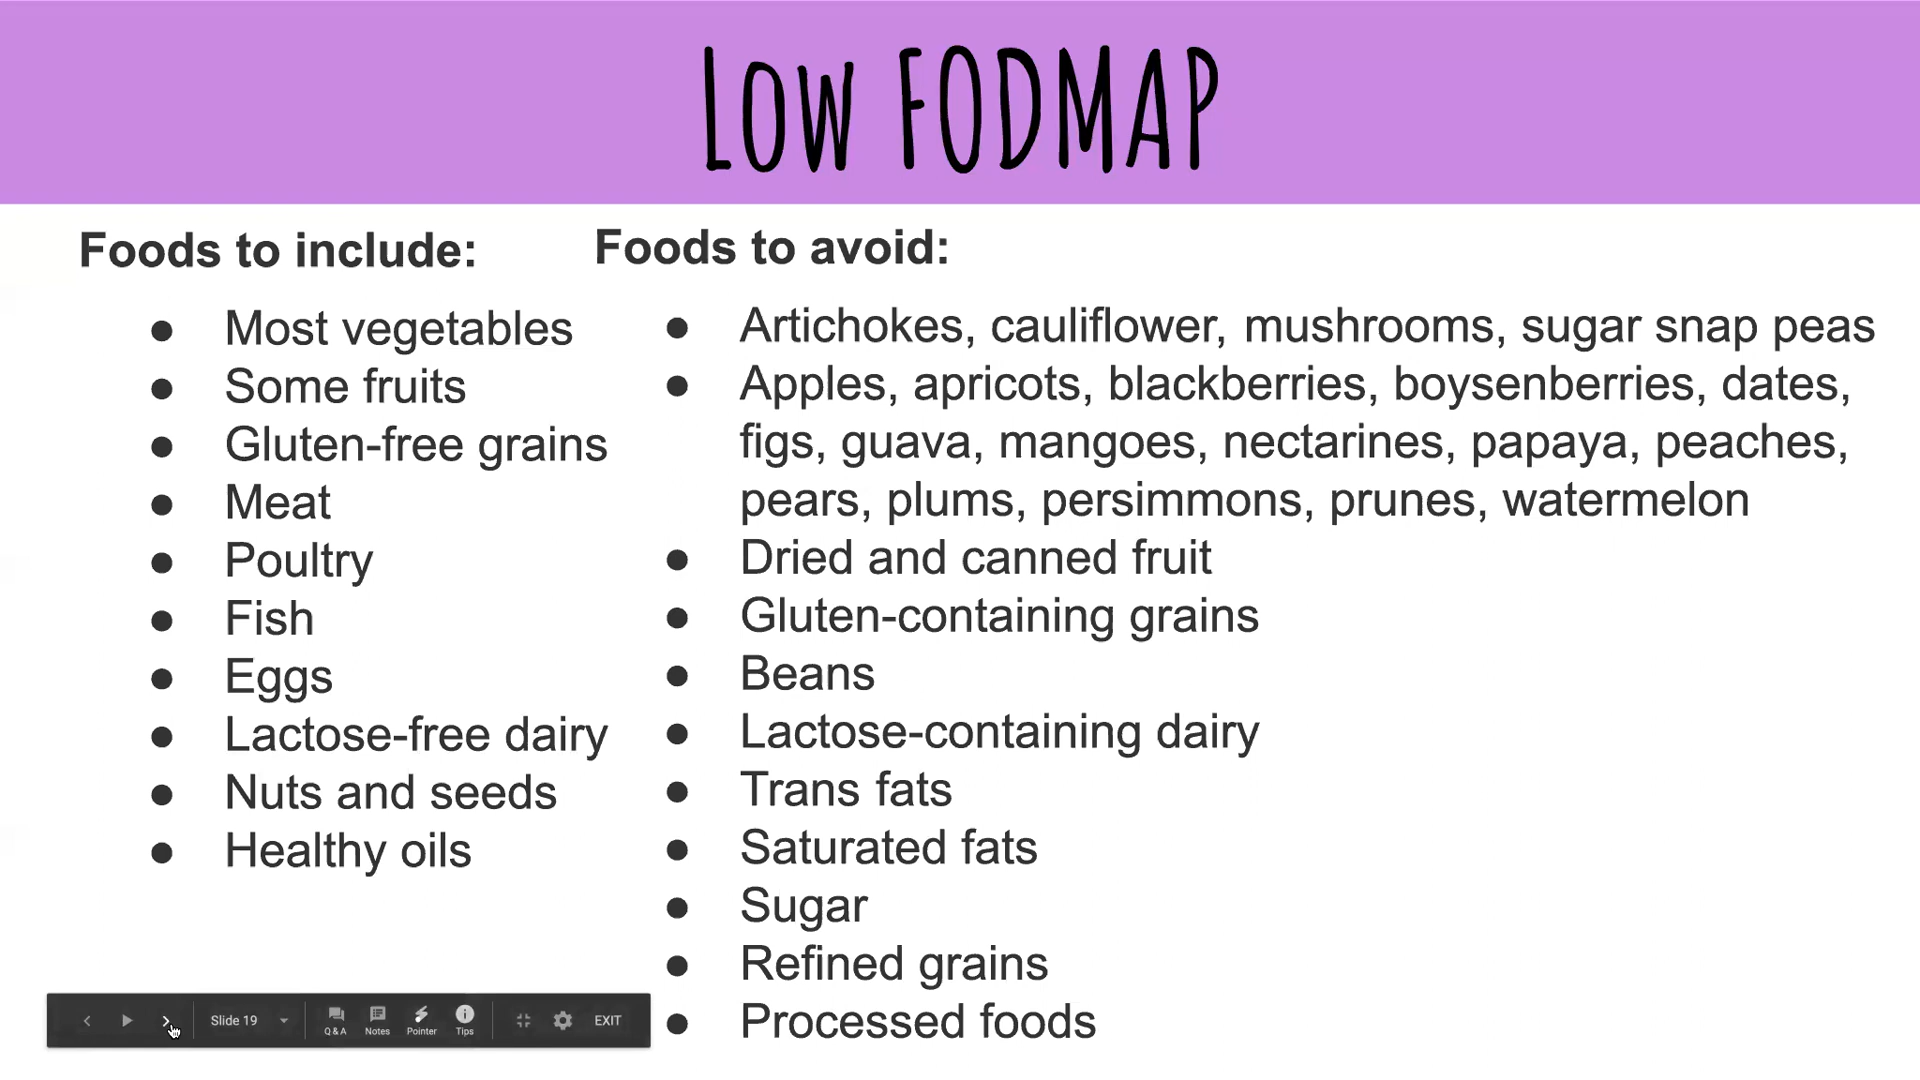 Low FODMAP
Foods to include:
● Most vegetables
● Some fruits
● Gluten-free grains
● Meat
● Poultry
● Fish
● Eggs
● Lactose-free dairy
● Nuts and seeds
● Healthy oils
Foods to avoid:
● Artichokes, cauliflower, mushrooms, sugar snap peas
● Apples, apricots, blackberries, boysenberries, dates,
figs, guava, mangoes, nectarines, papaya, peaches,
pears, plums, persimmons, prunes, watermelon
● Dried and canned fruit
● Gluten-containing grains
● Beans
● Lactose-containing dairy
● Trans fats
● Saturated fats
● Sugar
● Refined grains
● Processed foods
Slide 19 Q & A Notes Pointer Tips EXIT